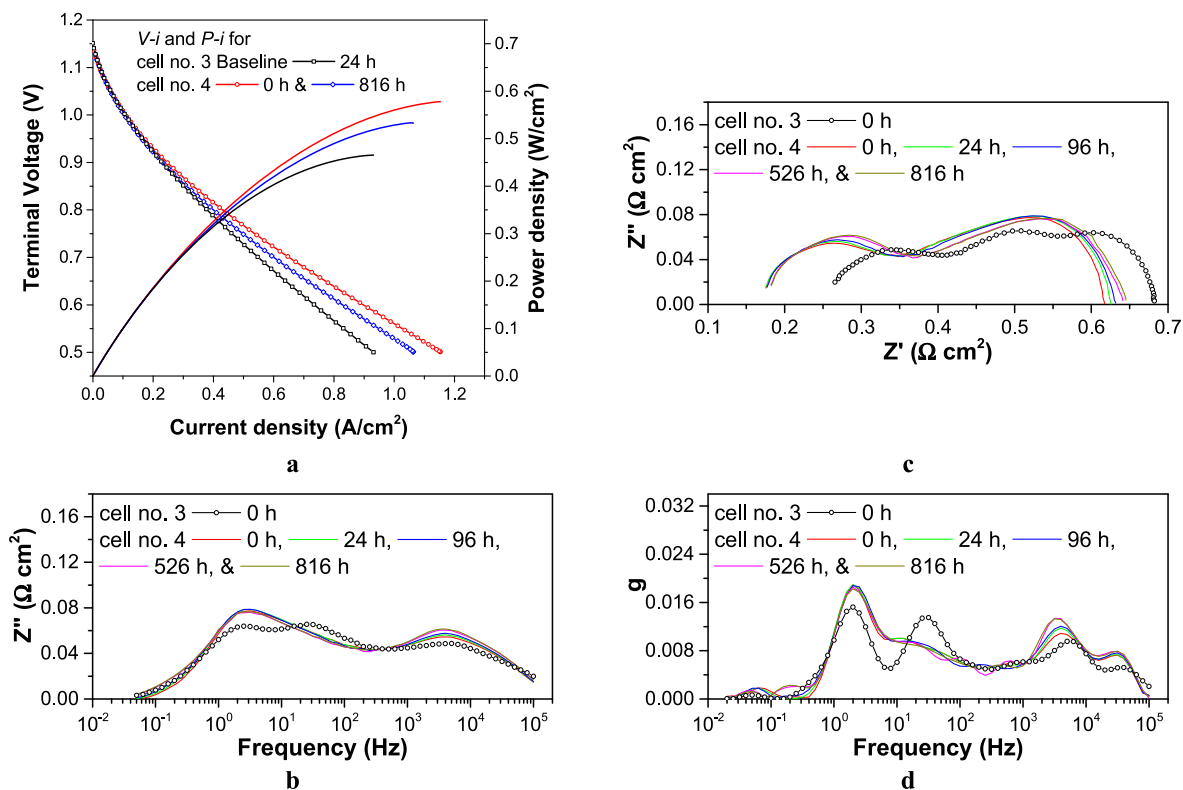 1.2
1.1
1.0
0.9
0.8
0.7
0.6
0.5
Terminal Voltage (V)
V-i and P-i for
cell no. 3 Baseline 24 h
cell no. 4 0 h & 816 h
0.7
0.6
0.5
0.4
0.3
0.2
0.1
0.0
Power density (W/cm²)
0.0 0.2 0.4 0.6 0.8 1.0 1.2
Current density (A/cm²)
a
0.16
0.12
0.08
0.04
0.00
Z" (Ω cm²)
cell no. 3 0 h
cell no. 4 0 h, 24 h, 96 h,
526 h, & 816 h
0.1 0.2 0.3 0.4 0.5 0.6 0.7
Z' (Ω cm²)
c
0.16
0.12
0.08
0.04
0.00
Z" (Ω cm²)
cell no. 3 0 h
cell no. 4 0 h, 24 h, 96 h,
526 h, & 816 h
10⁻² 10⁻¹ 10⁰ 10¹ 10² 10³ 10⁴ 10⁵
Frequency (Hz)
b
0.032
0.024
0.016
0.008
0.000
g
cell no. 3 0 h
cell no. 4 0 h, 24 h, 96 h,
526 h, & 816 h
10⁻² 10⁻¹ 10⁰ 10¹ 10² 10³ 10⁴ 10⁵
Frequency (Hz)
d